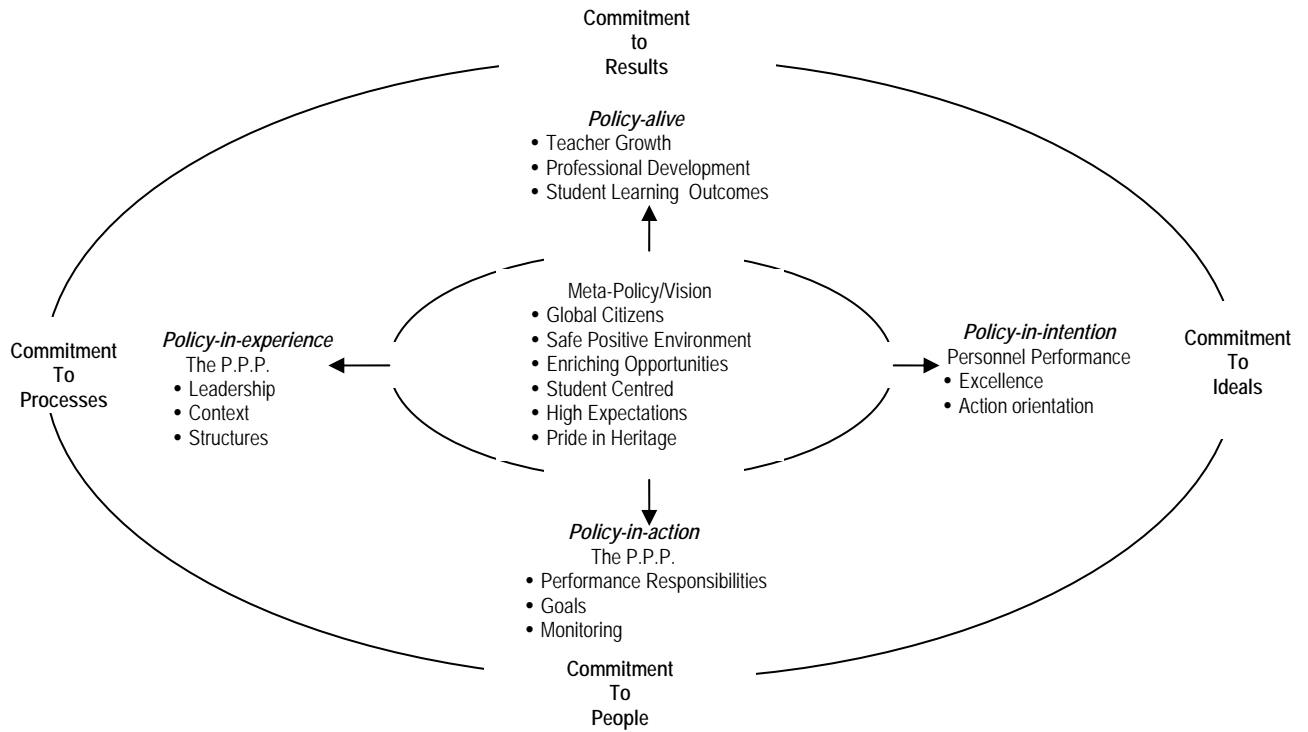 Commitment
to
Results
Policy-alive
• Teacher Growth
• Professional Development
• Student Learning Outcomes
Meta-Policy/Vision
• Global Citizens
• Safe Positive Environment
• Enriching Opportunities
• Student Centred
• High Expectations
• Pride in Heritage
Commitment
To
Processes
Policy-in-experience
The P.P.P.
• Leadership
• Context
• Structures
Policy-in-intention
Personnel Performance
• Excellence
• Action orientation
Commitment
To
Ideals
Policy-in-action
The P.P.P.
• Performance Responsibilities
• Goals
• Monitoring
Commitment
To
People